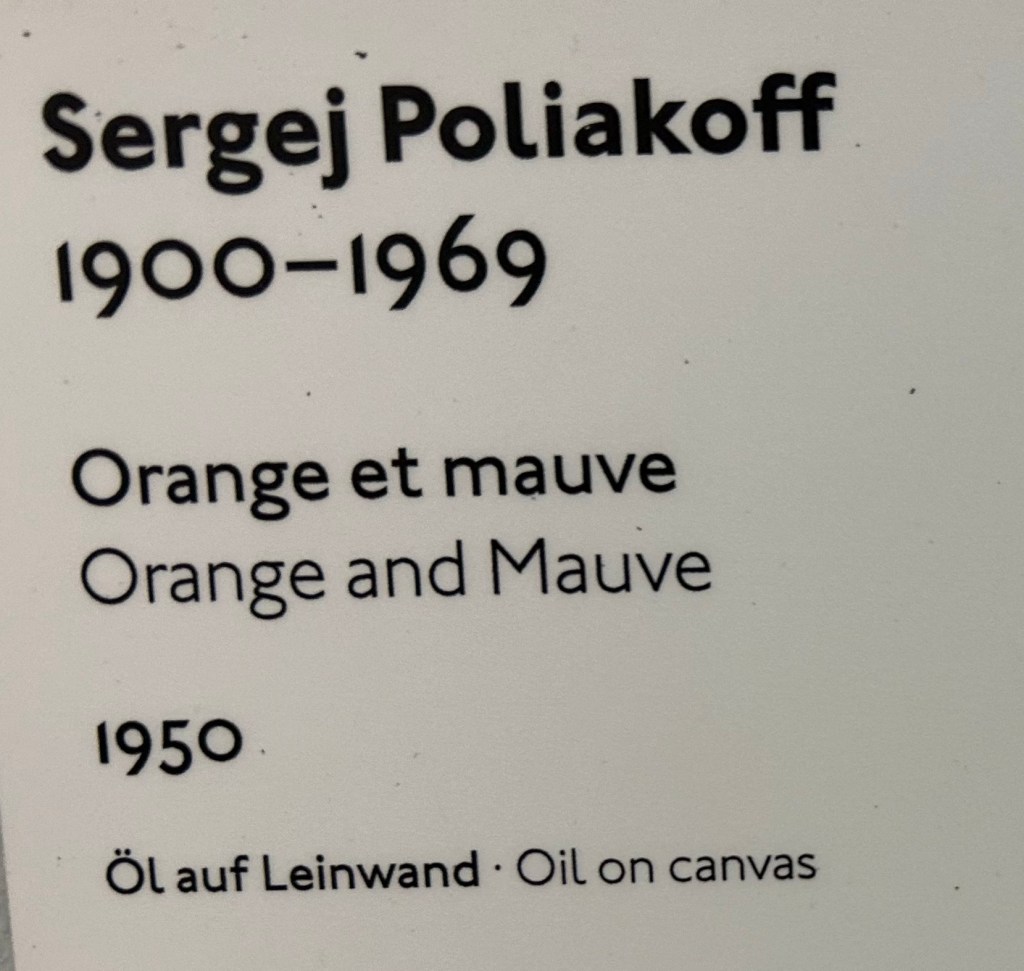 Sergej Poliakoff
1900–1969
Orange et mauve
Orange and Mauve
1950
Öl auf Leinwand · Oil on canvas